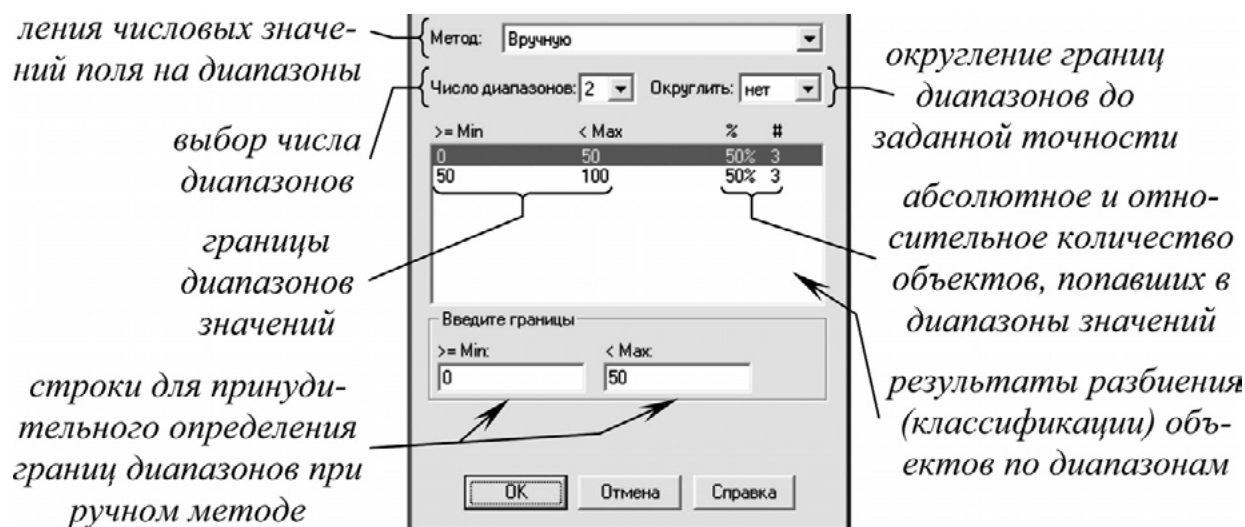 ления числовых значе-
ний поля на диапазоны
выбор числа
диапазонов
границы
диапазонов
значений
строки для принуди-
тельного определения
границ диапазонов при
ручном методе
Метод: Вручную
Число диапазонов: 2 Округлить: нет
>= Min < Max % #
0 50 50% 3
50 100 50% 3
Введите границы
>= Min: < Max:
0 50
OK Отмена Справка
округление границ
диапазонов до
заданной точности
абсолютное и отно-
сительное количество
объектов, попавших в
диапазоны значений
результаты разбиения
(классификации) объ-
ектов по диапазонам